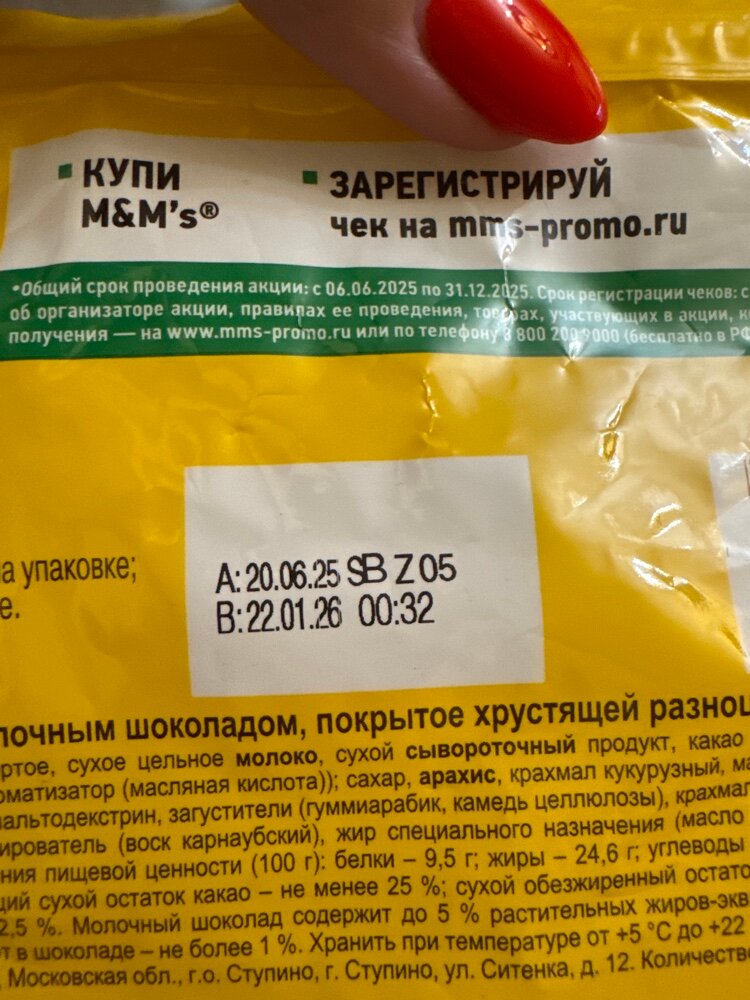 КУПИ
M&M's®
ЗАРЕГИСТРИРУЙ
чек на mms-promo.ru
•Общий срок проведения акции: с 06.06.2025 по 31.12.2025. Срок регистрации чеков: с
об организаторе акции, правилах ее проведения, товарах, участвующих в акции,
получения — на www.mms-promo.ru или по телефону 8 800 200 9000 (бесплатно в РФ
а упаковке;
е.
A: 20.06.25 SB Z 05
B: 22.01.26 00:32
лочным шоколадом, покрытое хрустящей разноц
ртое, сухое цельное молоко, сухой сывороточный продукт, какао
оматизатор (масляная кислота)); сахар, арахис, крахмал кукурузный, ма
альтодекстрин, загустители (гуммиарабик, камедь целлюлозы), крахмал
ирователь (воск карнаубский), жир специального назначения (масло
ния пищевой ценности (100 г): белки – 9,5 г; жиры – 24,6 г; углеводы
щий сухой остаток какао – не менее 25 %; сухой обезжиренный остато
2,5 %. Молочный шоколад содержит до 5 % растительных жиров-экв
т в шоколаде – не более 1 %. Хранить при температуре от +5 °C до +22
Московская обл., г.о. Ступино, г. Ступино, ул. Ситенка, д. 12. Количество